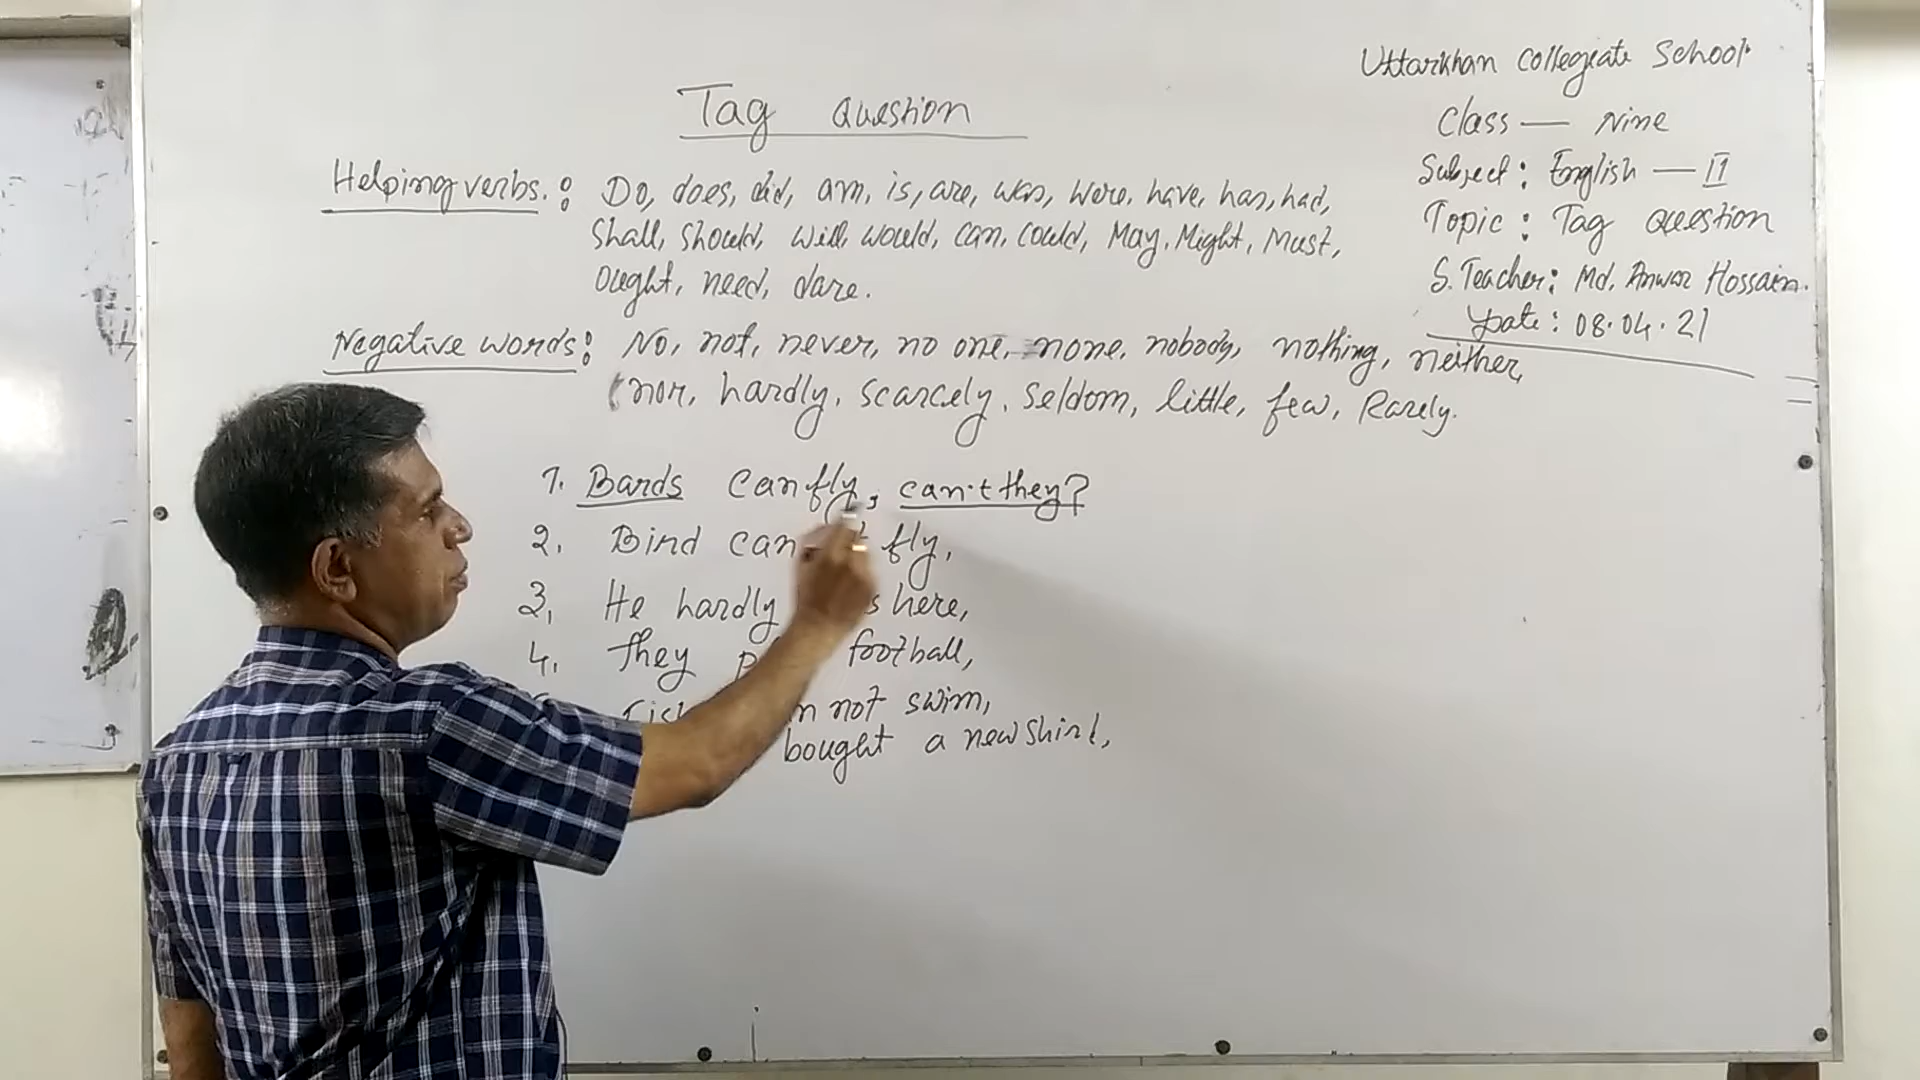 Uttarkhan Collegeate School
Class — Nine
Subject: English — II
Topic: Tag question
S. Teacher: Md. Anwar Hossain.
Date: 08.04.21
Tag question
Helping verbs.: Do, does, did, am, is, are, was, were, have, has, had,
Shall, Should, will, would, can, could, May, Might, Must,
Ought, need, dare.
Negative words: No, not, never, no one, none, nobody, nothing, neither,
nor, hardly, scarcely, seldom, little, few, Rarely.
1. Bards can fly, can't they?
2. Bird can fly,
3. He hardly here,
4. They football,
not swim,
bought a new shirt,